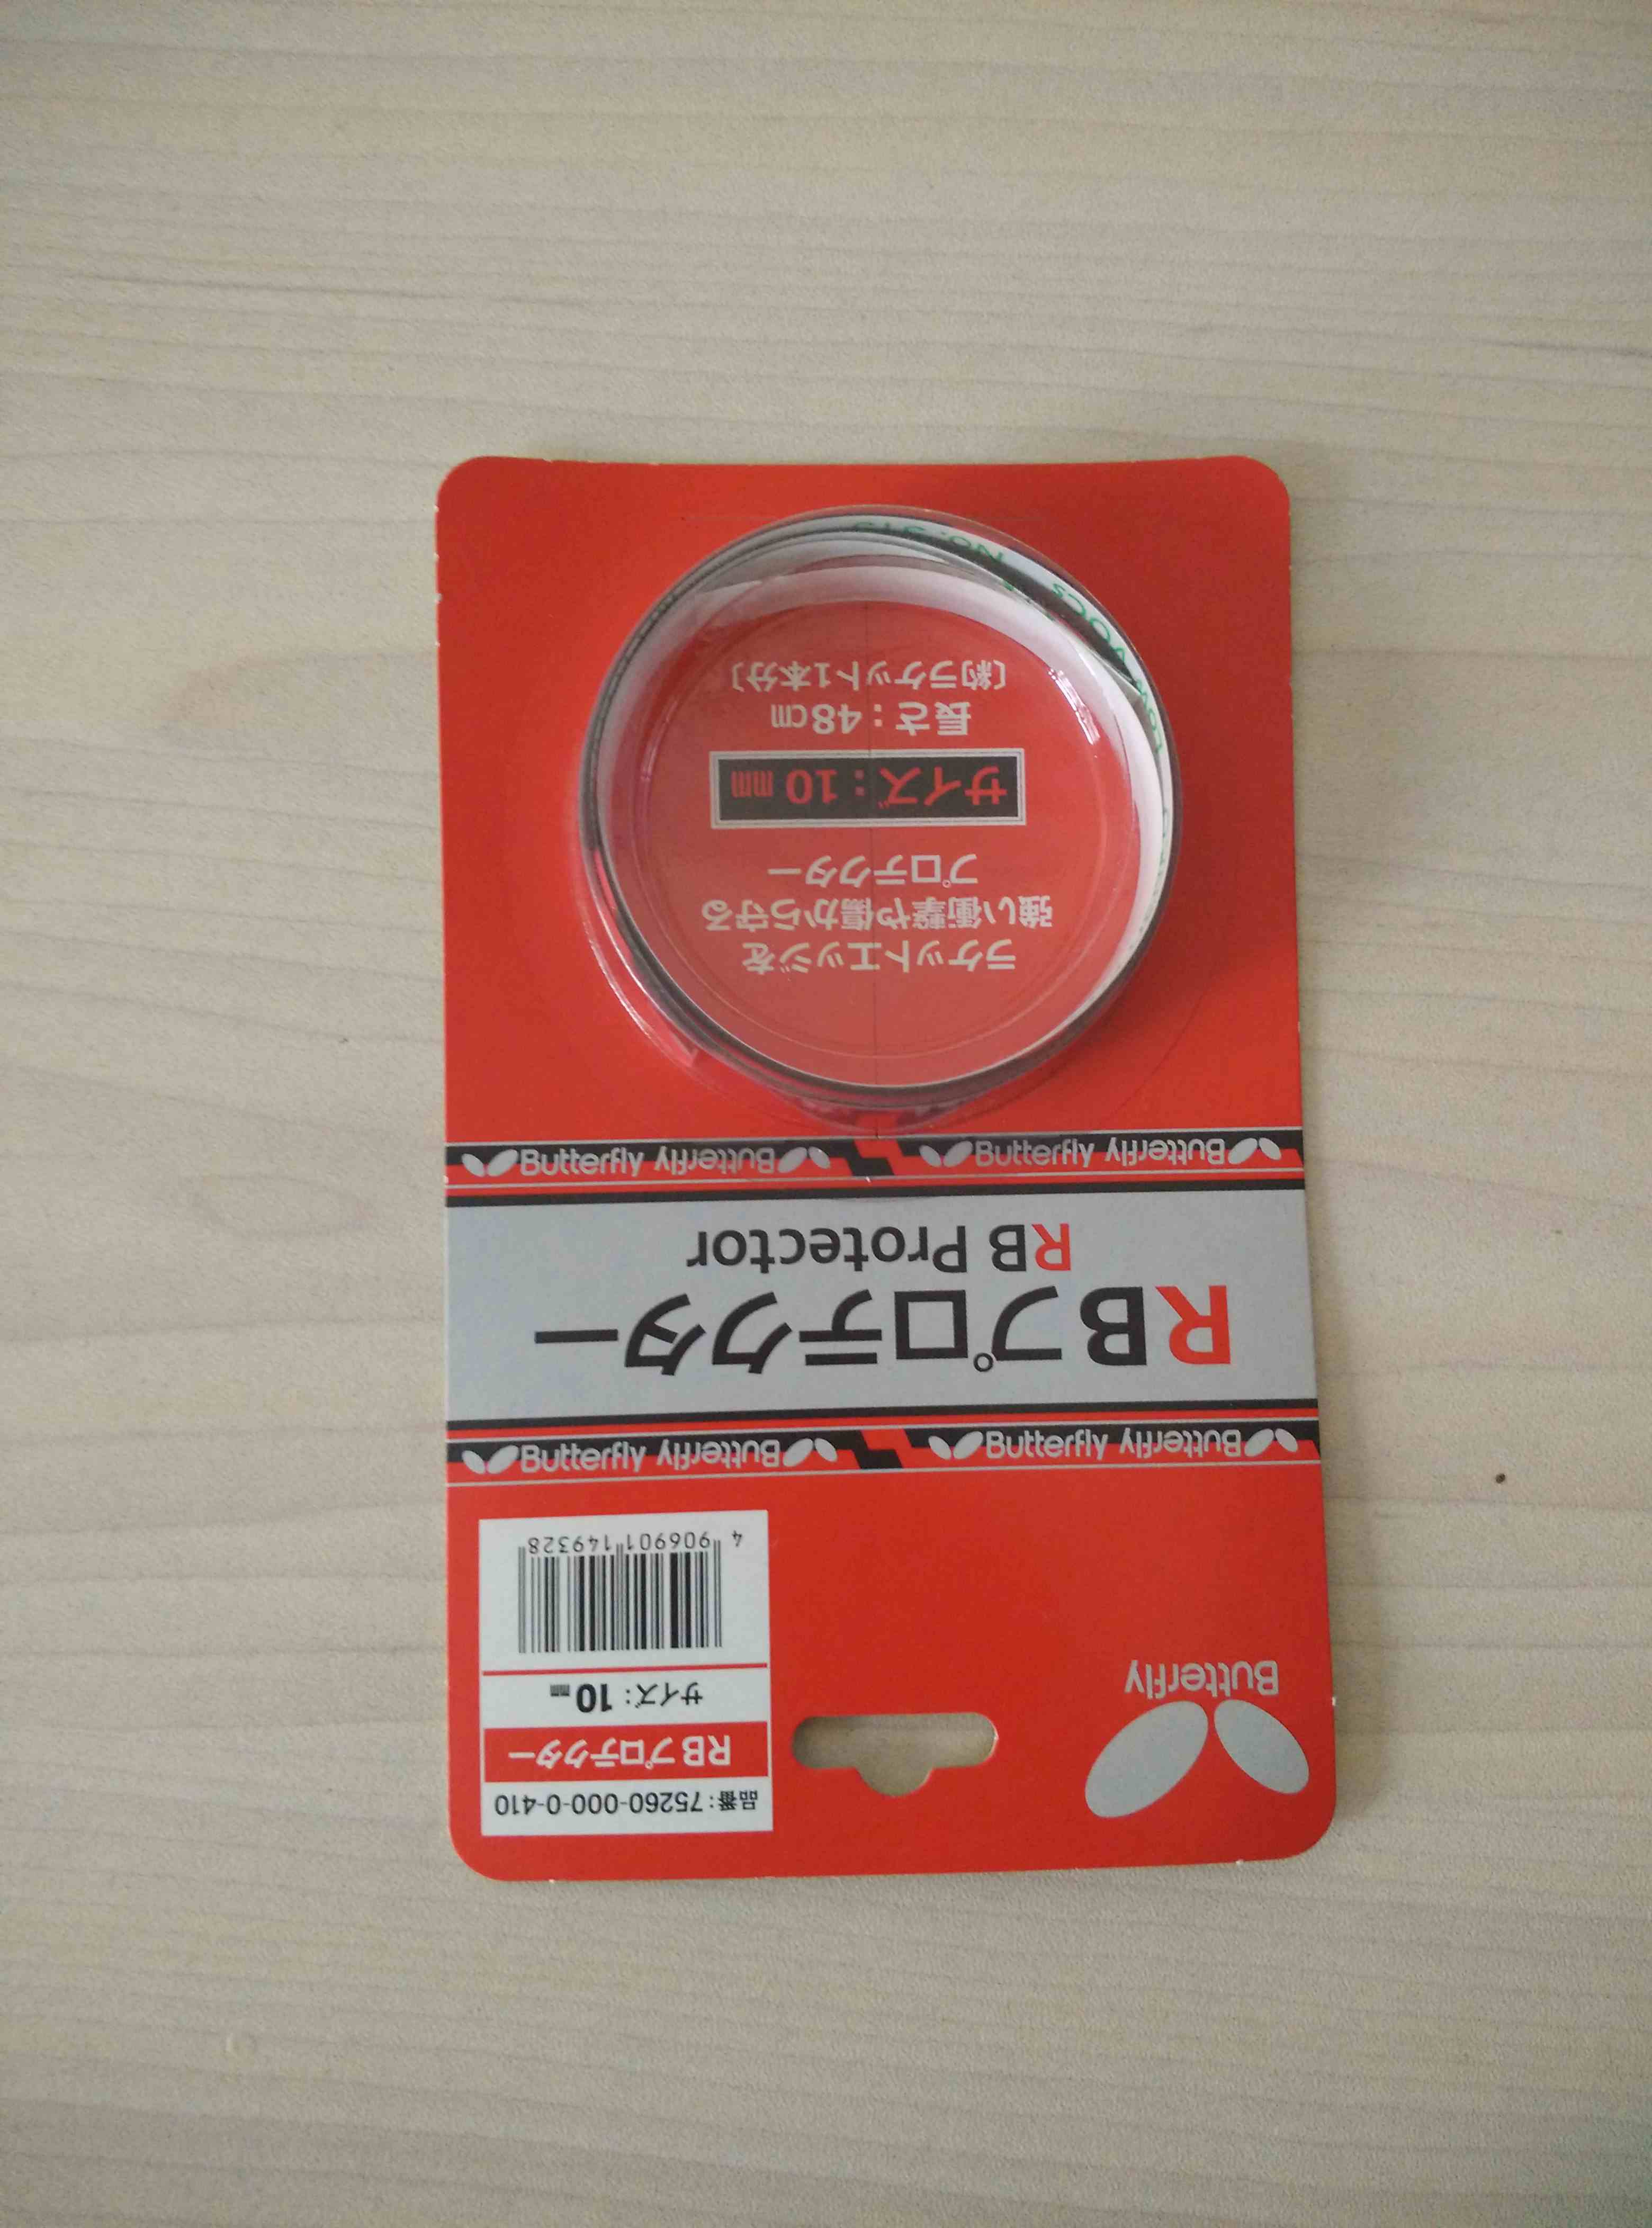 Butterfly
品番：75260-000-0-410
RBプロテクター
サイズ：10mm
4 906901 149328
Butterfly Butterfly Butterfly Butterfly
RBプロテクター
RB Protector
Butterfly Butterfly Butterfly Butterfly
ラケットエッジを
強い衝撃や傷から守る
プロテクター
サイズ：10mm
長さ：48cm
〔約ラケット1本分〕
Low VOCs No.